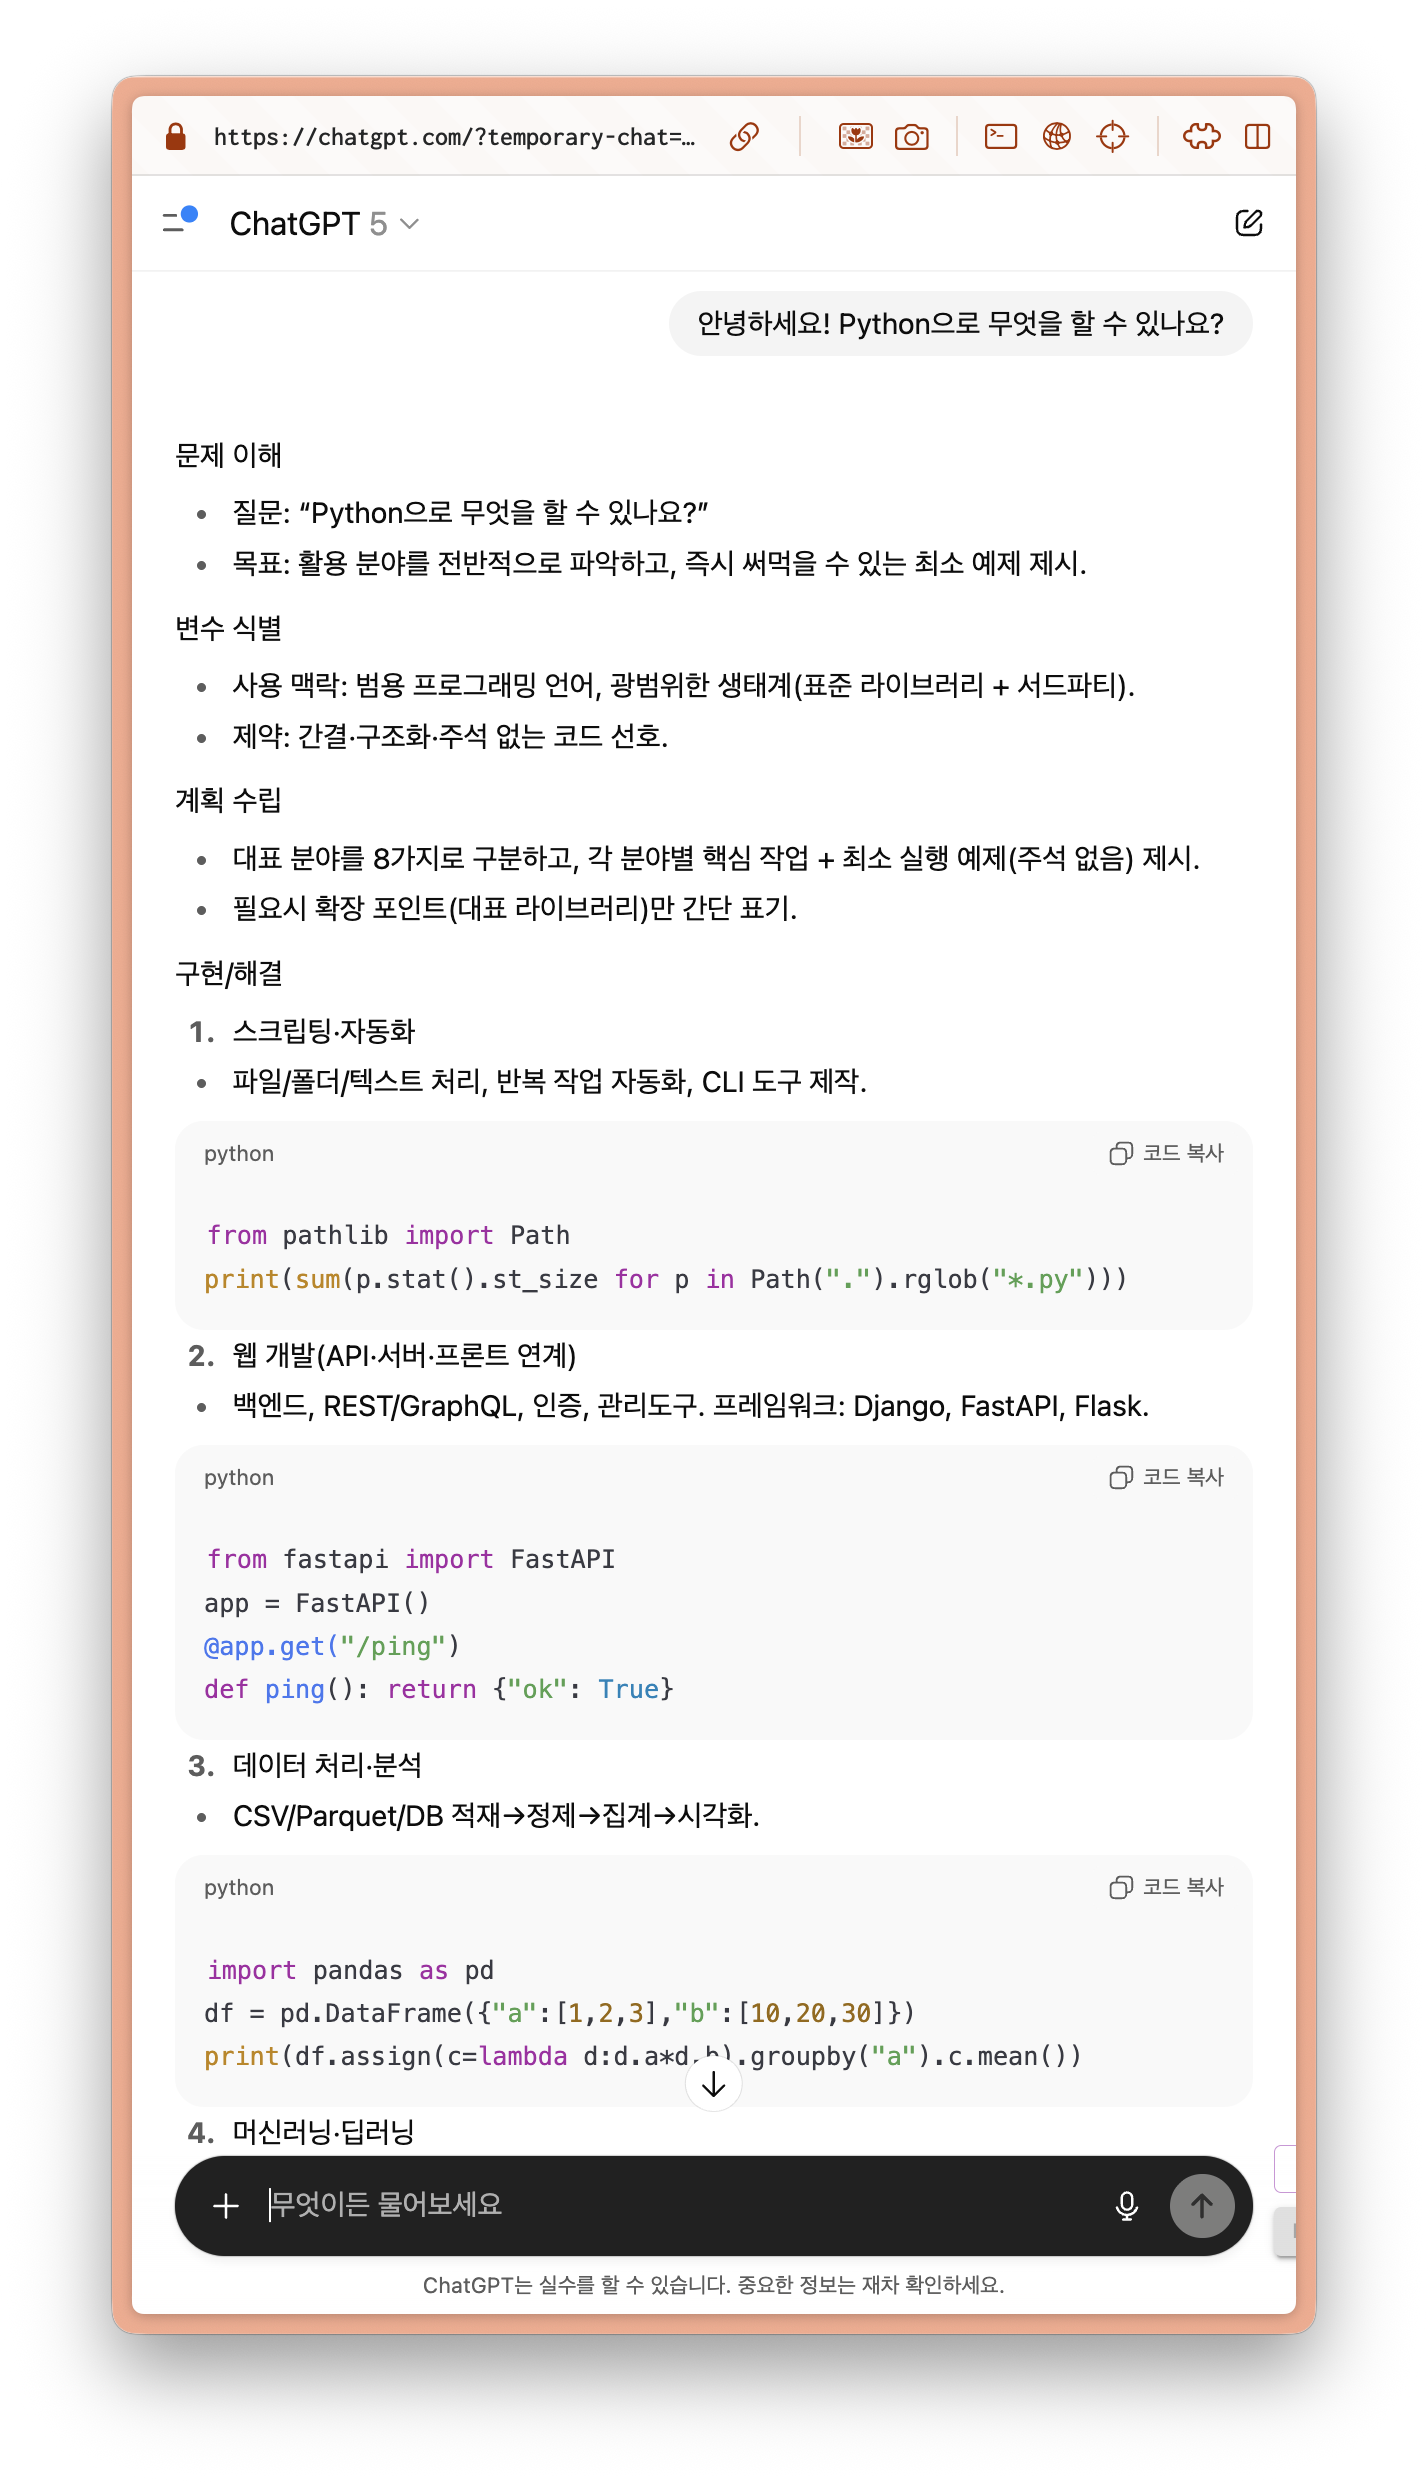 https://chatgpt.com/?temporary-chat=…
ChatGPT 5
안녕하세요! Python으로 무엇을 할 수 있나요?
문제 이해
• 질문: “Python으로 무엇을 할 수 있나요?”
• 목표: 활용 분야를 전반적으로 파악하고, 즉시 써먹을 수 있는 최소 예제 제시.
변수 식별
• 사용 맥락: 범용 프로그래밍 언어, 광범위한 생태계(표준 라이브러리 + 서드파티).
• 제약: 간결·구조화·주석 없는 코드 선호.
계획 수립
• 대표 분야를 8가지로 구분하고, 각 분야별 핵심 작업 + 최소 실행 예제(주석 없음) 제시.
• 필요시 확장 포인트(대표 라이브러리)만 간단 표기.
구현/해결
1. 스크립팅·자동화
• 파일/폴더/텍스트 처리, 반복 작업 자동화, CLI 도구 제작.
python 코드 복사
from pathlib import Path
print(sum(p.stat().st_size for p in Path(".").rglob("*.py")))
2. 웹 개발(API·서버·프론트 연계)
• 백엔드, REST/GraphQL, 인증, 관리도구. 프레임워크: Django, FastAPI, Flask.
python 코드 복사
from fastapi import FastAPI
app = FastAPI()
@app.get("/ping")
def ping(): return {"ok": True}
3. 데이터 처리·분석
• CSV/Parquet/DB 적재→정제→집계→시각화.
python 코드 복사
import pandas as pd
df = pd.DataFrame({"a":[1,2,3],"b":[10,20,30]})
print(df.assign(c=lambda d:d.a*d.b).groupby("a").c.mean())
4. 머신러닝·딥러닝
무엇이든 물어보세요
ChatGPT는 실수를 할 수 있습니다. 중요한 정보는 재차 확인하세요.